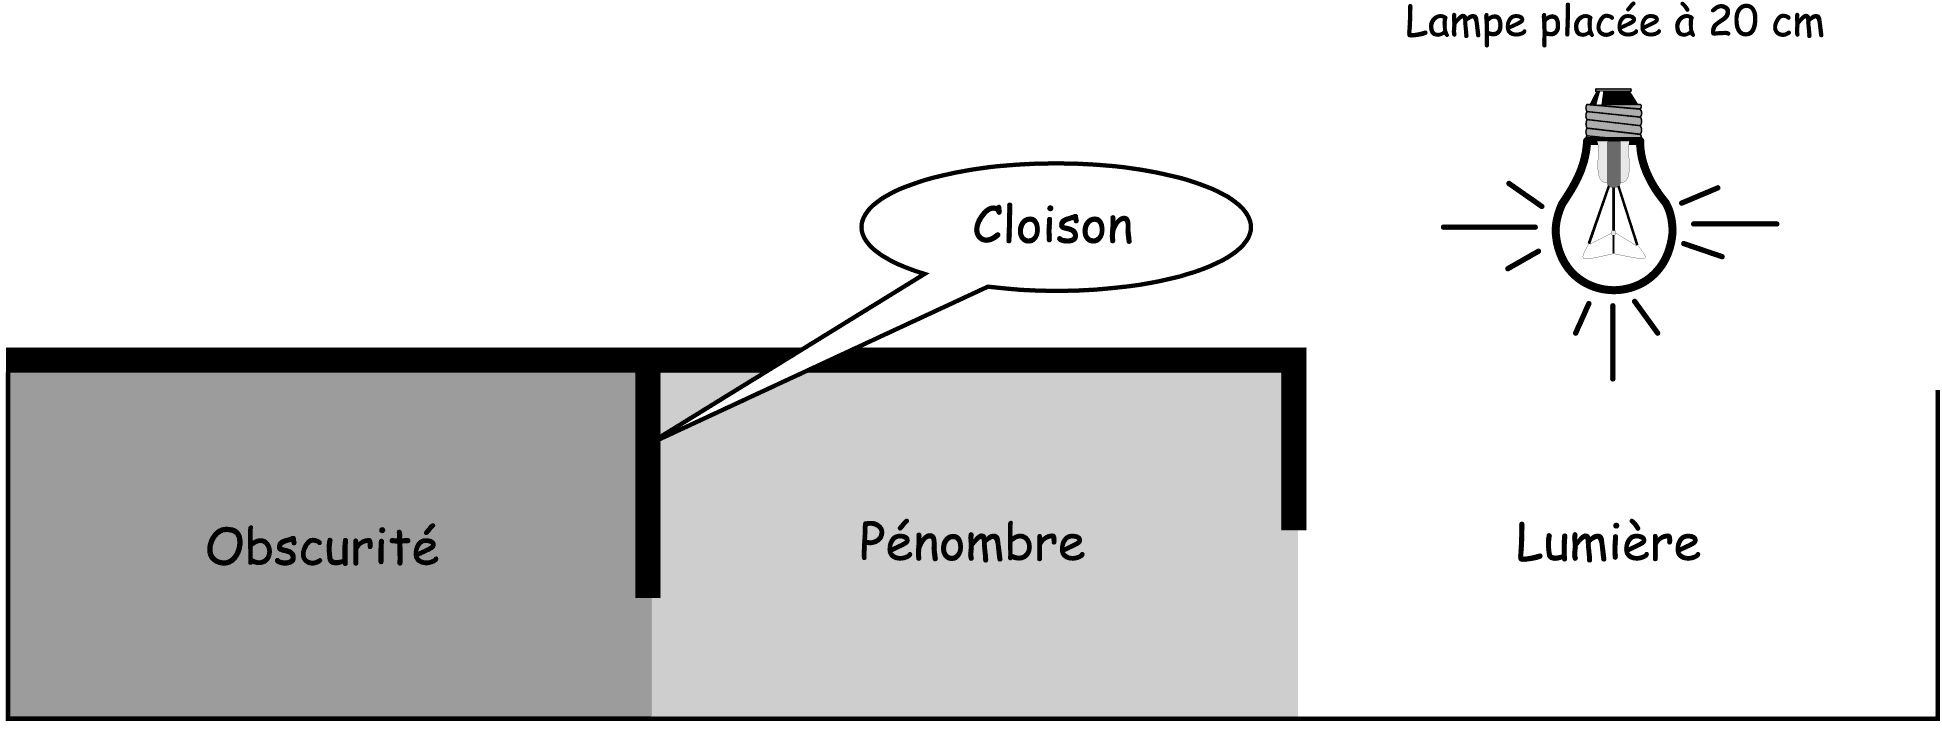 Lampe placée à 20 cm
Cloison
Obscurité
Pénombre
Lumière